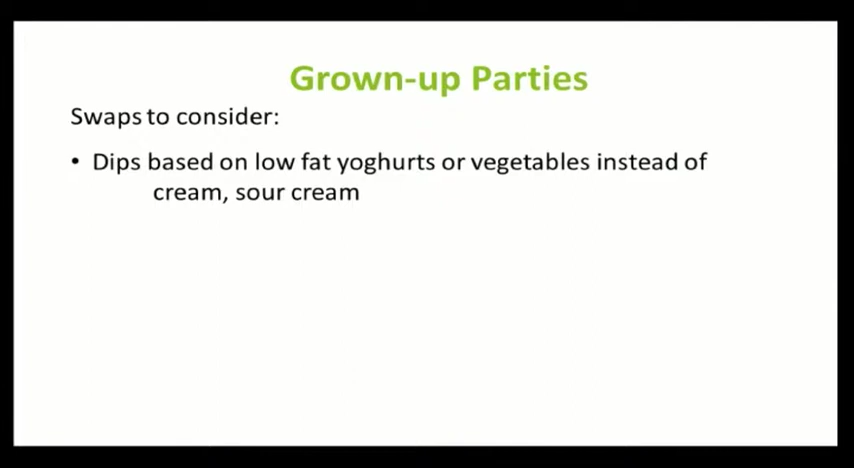 Grown-up Parties
Swaps to consider:
• Dips based on low fat yoghurts or vegetables instead of
cream, sour cream